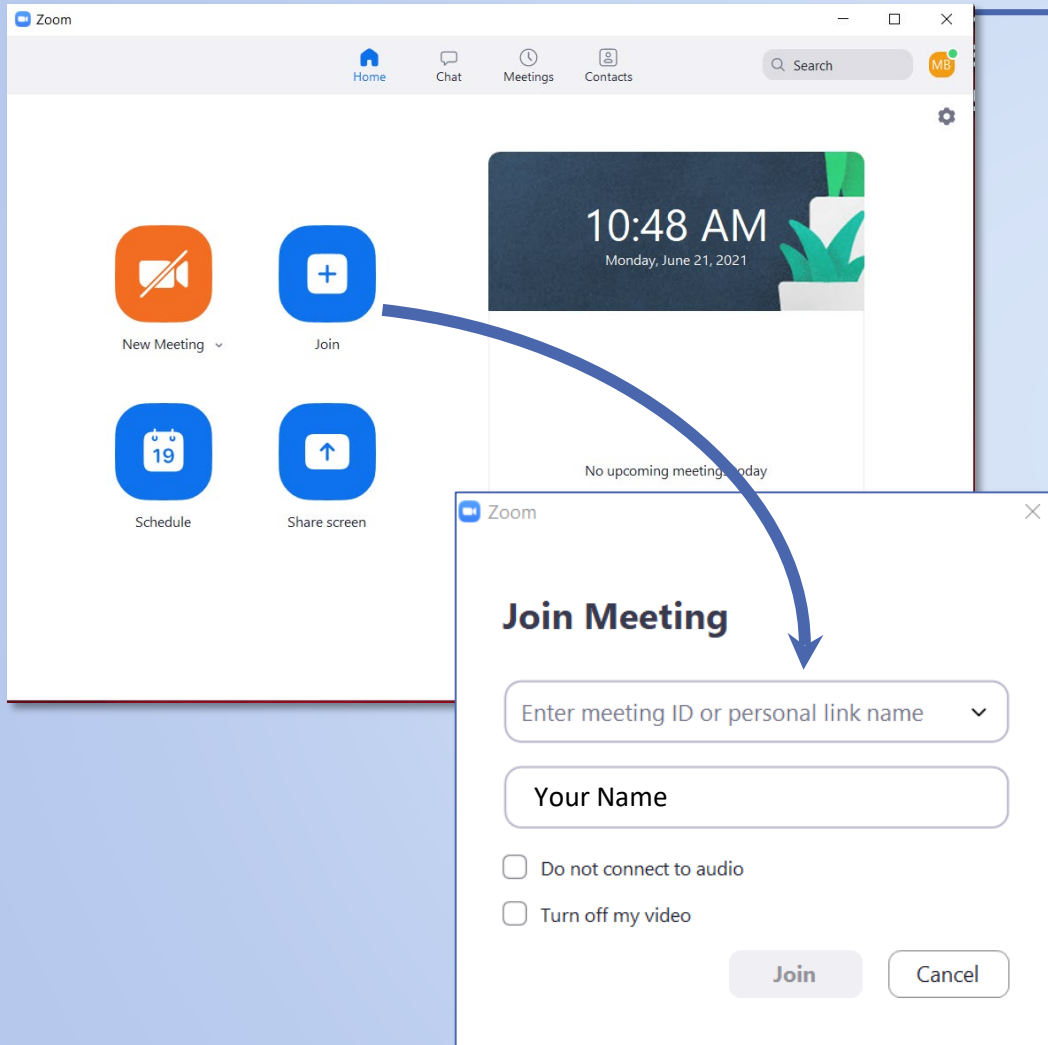 Zoom
Home Chat Meetings Contacts
Search
MB
10:48 AM
Monday, June 21, 2021
New Meeting
Join
19
Schedule
Share screen
No upcoming meetings today
Zoom
Join Meeting
Enter meeting ID or personal link name
Your Name
Do not connect to audio
Turn off my video
Join Cancel